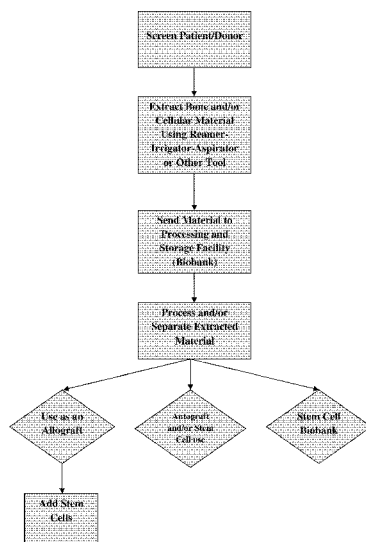 Screen Patient/Donor
Extract Bone and/or
Cellular Material
Using Reamer-
Irrigator-Aspirator
or Other Tool
Send Material to
Processing and
Storage Facility
(Biobank)
Process and/or
Separate Extracted
Material
Use as an
Allograft
Autograft
and/or Stem
Cell use
Stem Cell
Biobank
Add Stem
Cells